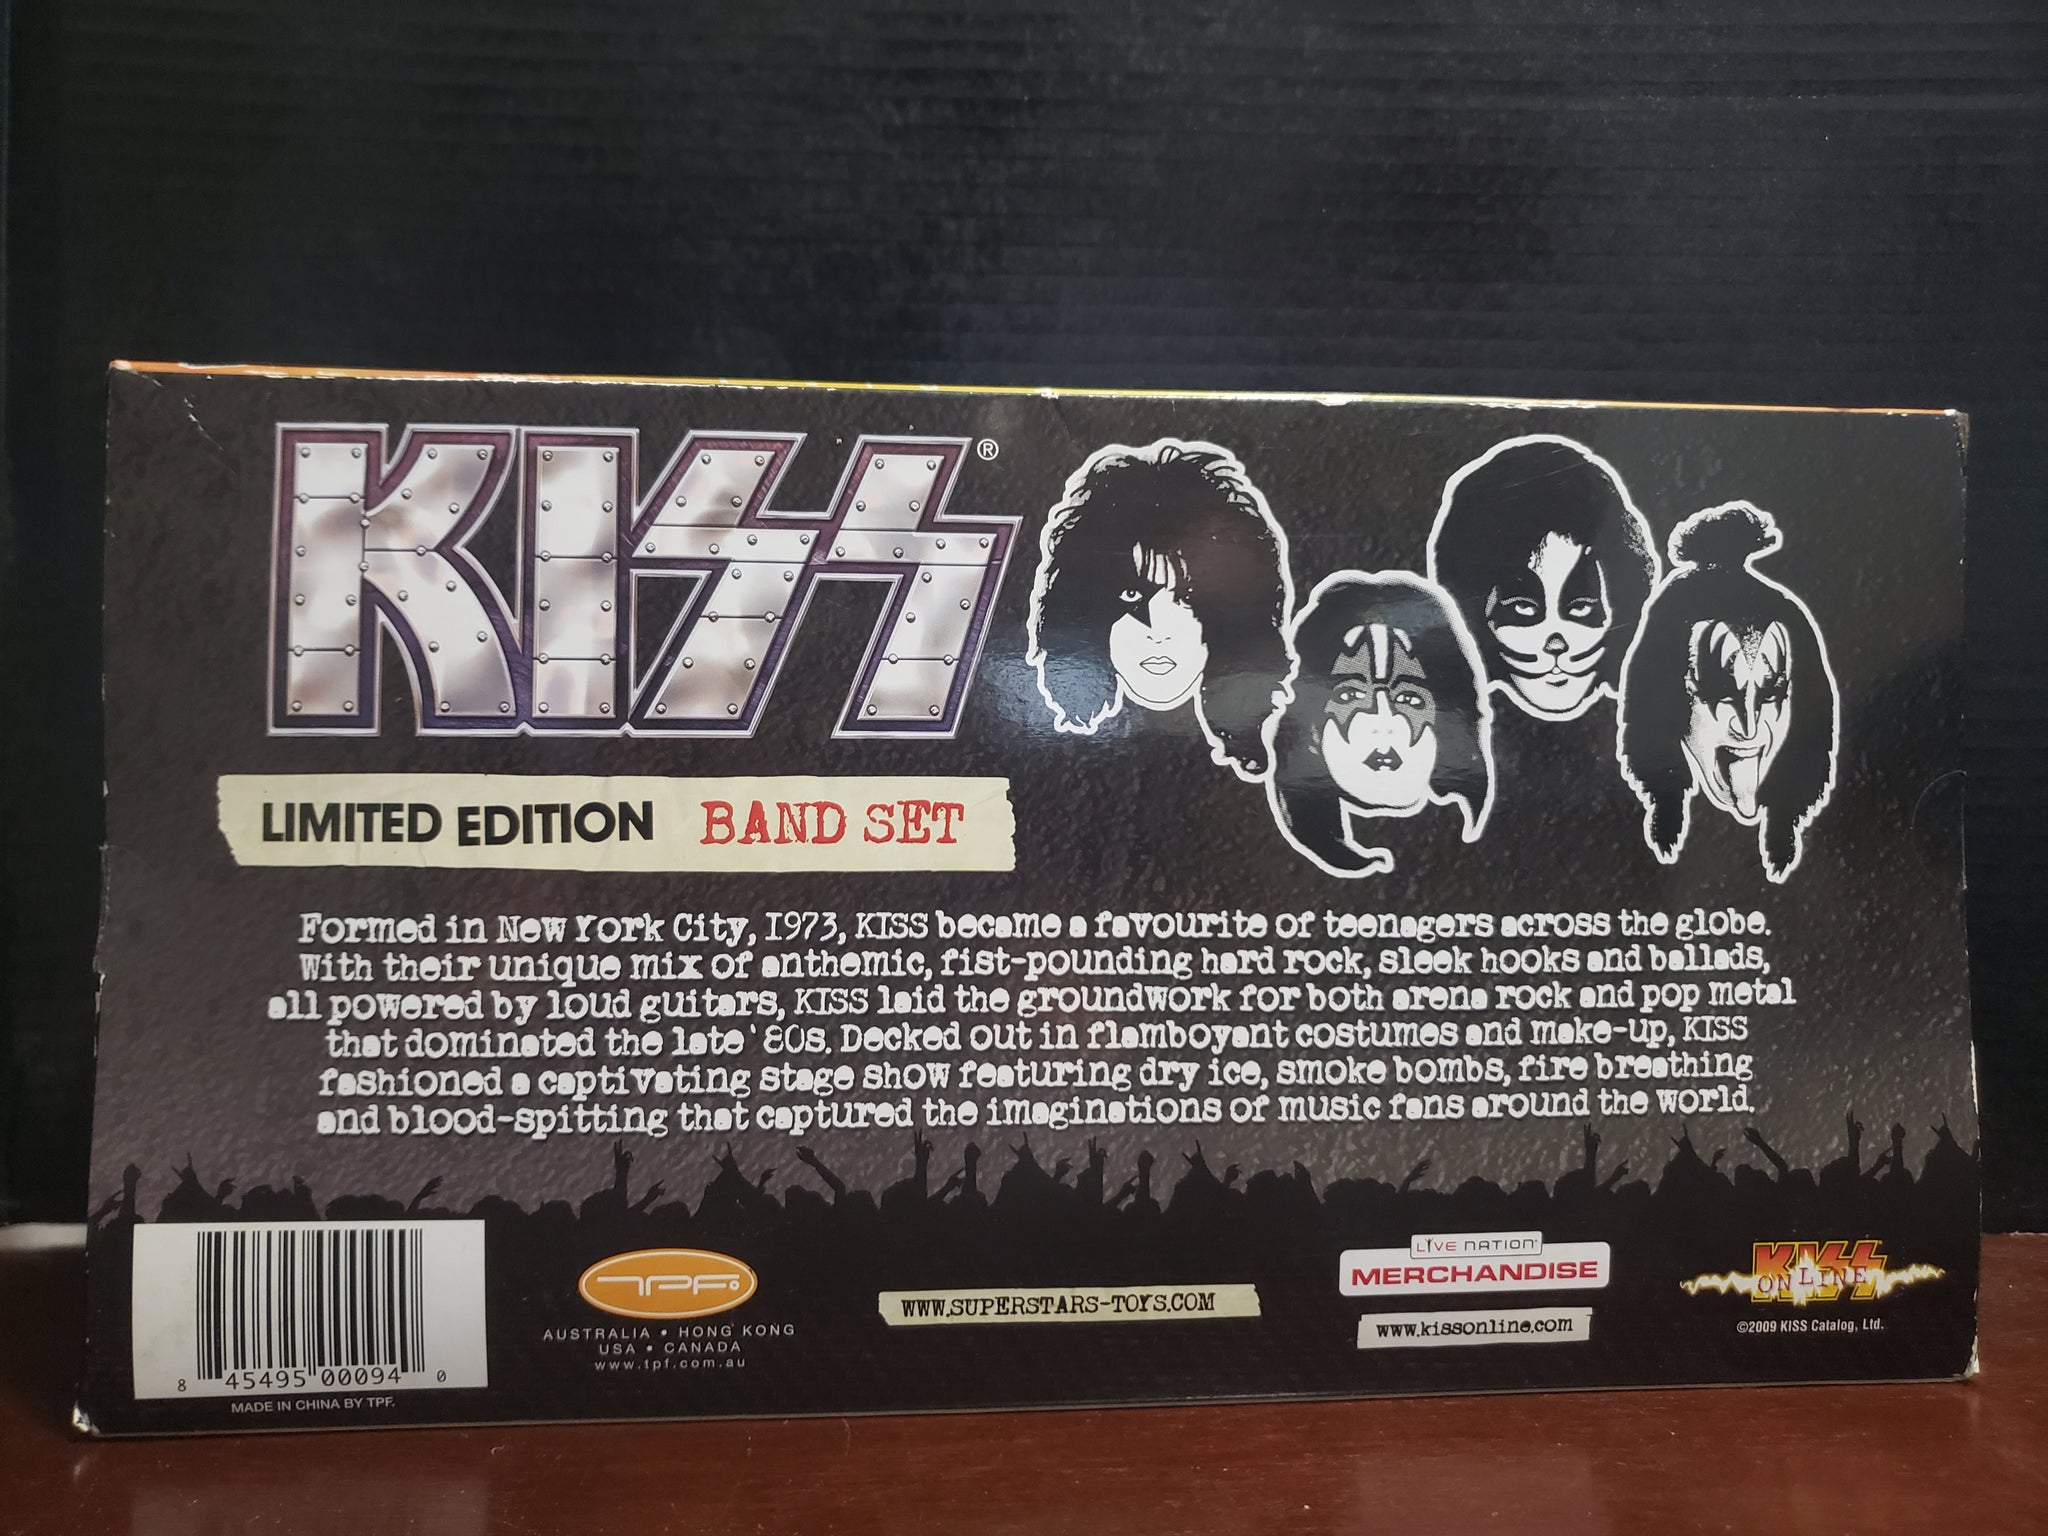 KISS®
LIMITED EDITION BAND SET
Formed in New York City, 1973, KISS became a favourite of teenagers across the globe.
With their unique mix of anthemic, fist-pounding hard rock, sleek hooks and ballads,
all powered by loud guitars, KISS laid the groundwork for both arena rock and pop metal
that dominated the late '80s. Decked out in flamboyant costumes and make-up, KISS
fashioned a captivating stage show featuring dry ice, smoke bombs, fire breathing
and blood-spitting that captured the imaginations of music fans around the world.
8 45495 00094 0
MADE IN CHINA BY TPF.
TPF
AUSTRALIA • HONG KONG
USA • CANADA
www.tpf.com.au
WWW.SUPERSTARS-TOYS.COM
LIVE NATION
MERCHANDISE
www.kissonline.com
KISS
ONLINE
©2009 KISS Catalog, Ltd.